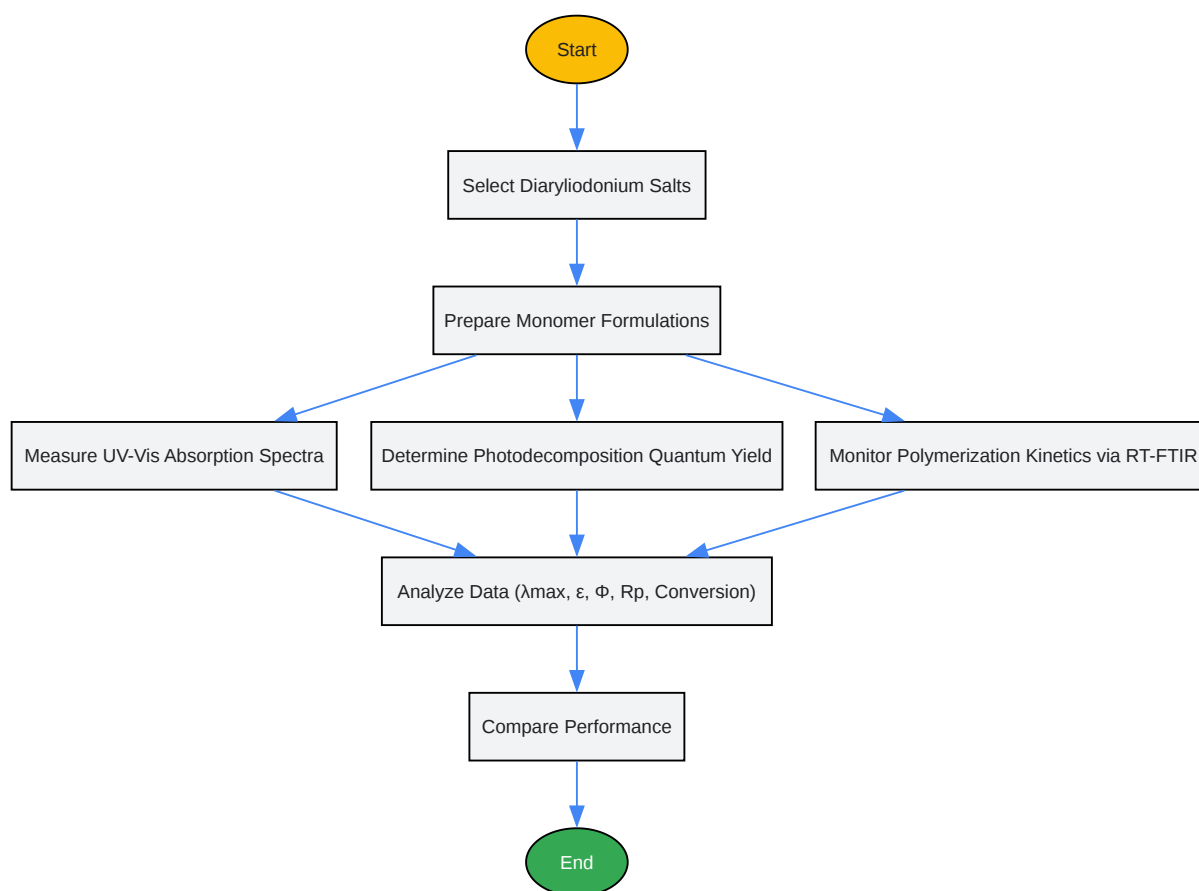 Start
Select Diaryliodonium Salts
Prepare Monomer Formulations
Measure UV-Vis Absorption Spectra
Determine Photodecomposition Quantum Yield
Monitor Polymerization Kinetics via RT-FTIR
Analyze Data (λmax, ε, Φ, Rp, Conversion)
Compare Performance
End